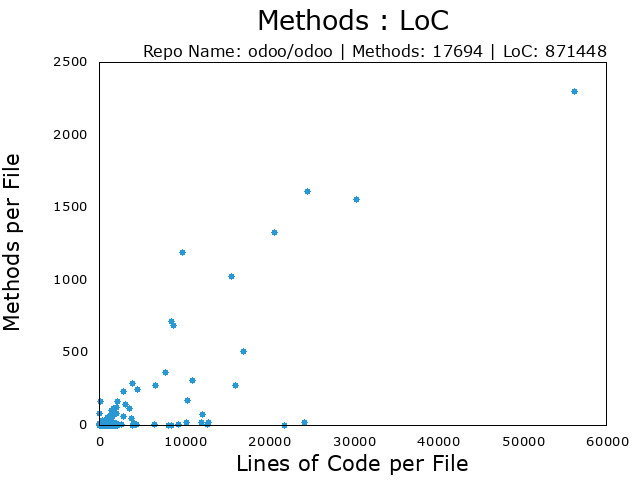 Methods : LoC
Repo Name: odoo/odoo | Methods: 17694 | LoC: 871448
2500
2000
1500
1000
500
0
Methods per File
0 10000 20000 30000 40000 50000 60000
Lines of Code per File